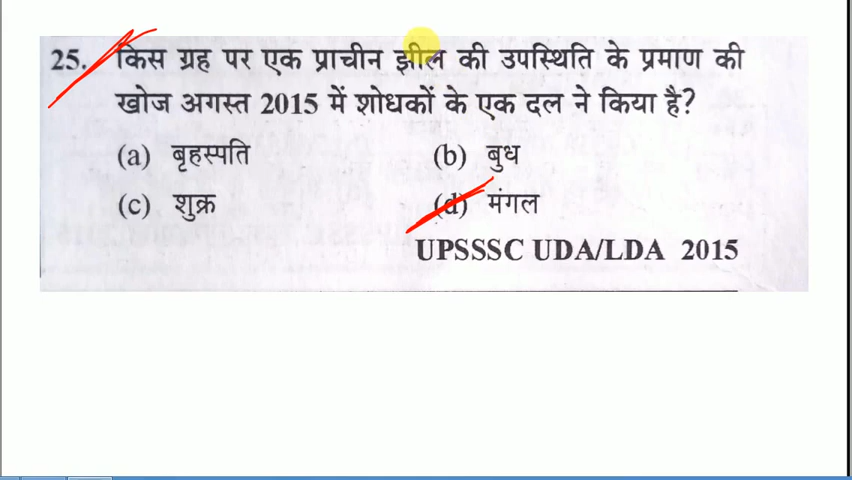 25. किस ग्रह पर एक प्राचीन झील की उपस्थिति के प्रमाण की
खोज अगस्त 2015 में शोधकों के एक दल ने किया है?
(a) बृहस्पति (b) बुध
(c) शुक्र (d) मंगल
UPSSSC UDA/LDA 2015